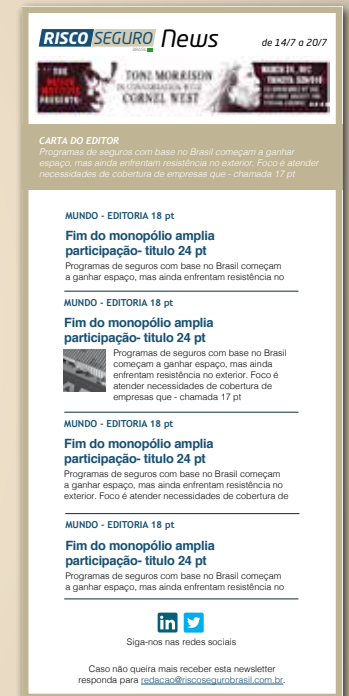 RISCO SEGURO News
BRASIL
de 14/7 a 20/7
TONI MORRISON
IN CONVERSATION WITH
CORNEL WEST
PRESENTS:
CARTA DO EDITOR
Programas de seguros com base no Brasil começam a ganhar
espaço, mas ainda enfrentam resistência no exterior. Foco é atender
necessidades de cobertura de empresas que - chamada 17 pt
MUNDO - EDITORIA 18 pt
Fim do monopólio amplia
participação- titulo 24 pt
Programas de seguros com base no Brasil começam
a ganhar espaço, mas ainda enfrentam resistência no
MUNDO - EDITORIA 18 pt
Fim do monopólio amplia
participação- titulo 24 pt
Programas de seguros com base no Brasil
começam a ganhar espaço, mas ainda
enfrentam resistência no exterior. Foco é
atender necessidades de cobertura de
empresas que - chamada 17 pt
MUNDO - EDITORIA 18 pt
Fim do monopólio amplia
participação- titulo 24 pt
Programas de seguros com base no Brasil começam
a ganhar espaço, mas ainda enfrentam resistência no
exterior. Foco é atender necessidades de cobertura de
MUNDO - EDITORIA 18 pt
Fim do monopólio amplia
participação- titulo 24 pt
Programas de seguros com base no Brasil começam
a ganhar espaço, mas ainda enfrentam resistência no
in
Siga-nos nas redes sociais
Caso não queira mais receber esta newsletter
responda para redacao@riscosegurobrasil.com.br.